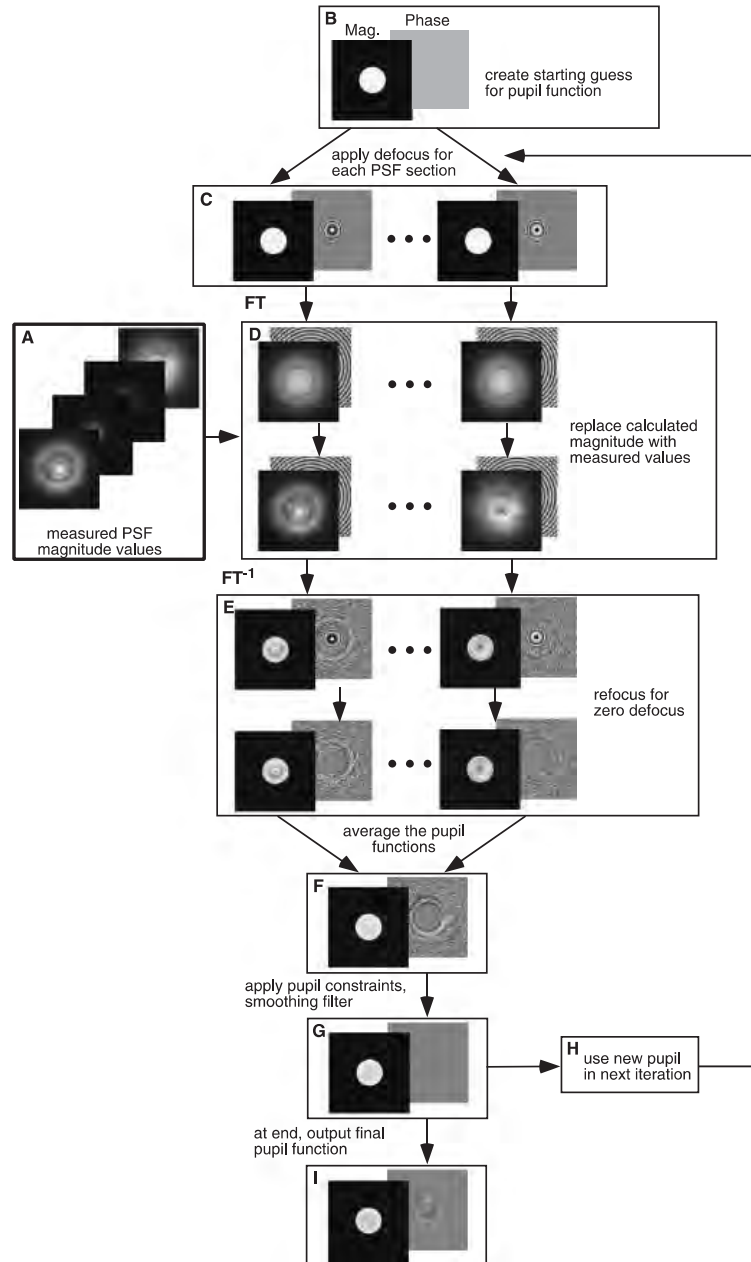 B
Mag.
Phase
create starting guess
for pupil function
apply defocus for
each PSF section
C
FT
A
measured PSF
magnitude values
D
replace calculated
magnitude with
measured values
FT⁻¹
E
refocus for
zero defocus
average the pupil
functions
F
apply pupil constraints,
smoothing filter
G
H
use new pupil
in next iteration
at end, output final
pupil function
I